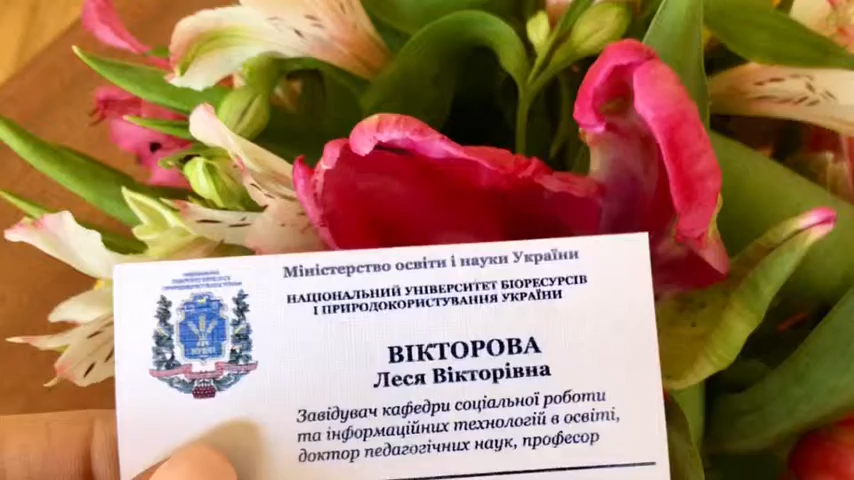 Міністерство освіти і науки України
НАЦІОНАЛЬНИЙ УНІВЕРСИТЕТ БІОРЕСУРСІВ
І ПРИРОДОКОРИСТУВАННЯ УКРАЇНИ
ВІКТОРОВА
Леся Вікторівна
Завідувач кафедри соціальної роботи
та інформаційних технологій в освіті,
доктор педагогічних наук, професор